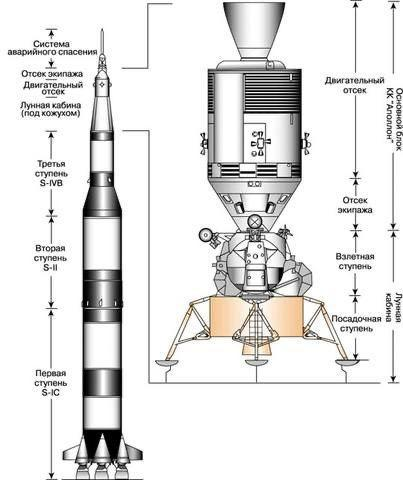 Система
аварийного спасения
Отсек экипажа
Двигательный
отсек
Лунная кабина
(под кожухом)
Третья
ступень
S-IVB
Вторая
ступень
S-II
Первая
ступень
S-IC
Двигательный
отсек
Отсек
экипажа
Взлетная
ступень
Посадочная
ступень
Основной блок
КК "Аполлон"
Лунная
кабина